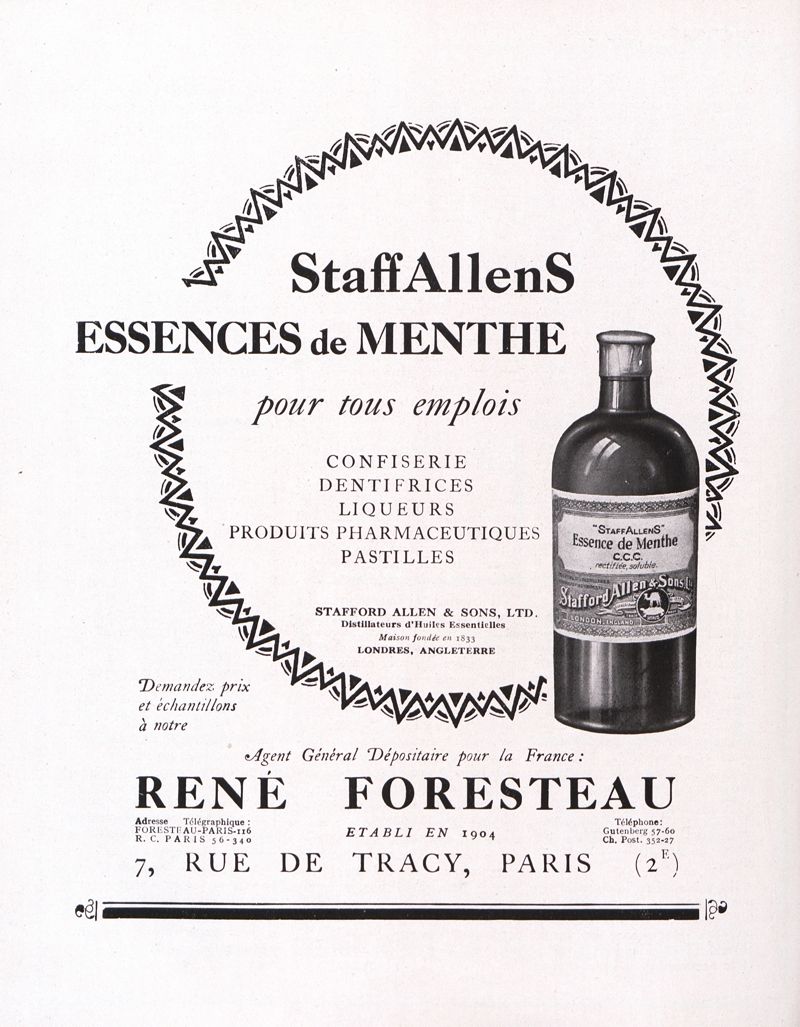 StaffAllenS
ESSENCES de MENTHE
pour tous emplois
CONFISERIE
DENTIFRICES
LIQUEURS
PRODUITS PHARMACEUTIQUES
PASTILLES
"STAFFALLENS"
Essence de Menthe
C.C.C.
rectifiée, soluble.
Stafford Allen & Sons, Ltd
LONDON, ENGLAND
STAFFORD ALLEN & SONS, LTD.
Distillateurs d'Huiles Essentielles
Maison fondée en 1833
LONDRES, ANGLETERRE
Demandez prix
et échantillons
à notre
Agent Général Dépositaire pour la France :
RENÉ FORESTEAU
Adresse Télégraphique :
FORESTEAU-PARIS-116
R. C. PARIS 56-340
ETABLI EN 1904
Téléphone:
Gutenberg 57-60
Ch. Post. 352-27
7, RUE DE TRACY, PARIS (2E)